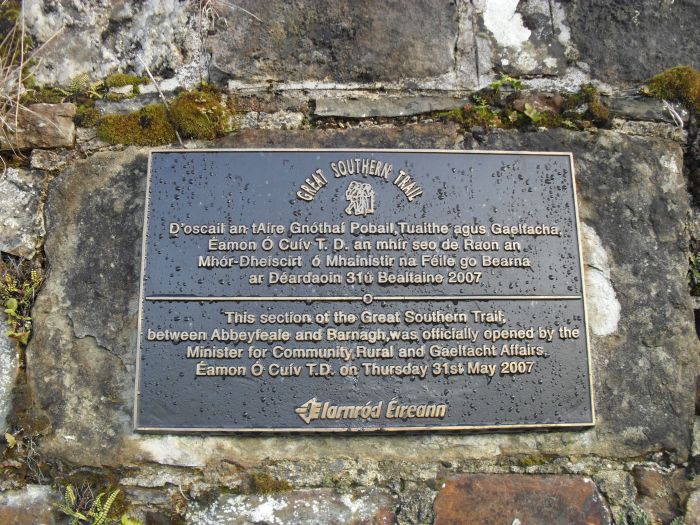 GREAT SOUTHERN TRAIL
D'oscail an tAire Gnóthaí Pobail, Tuaithe agus Gaeltacha,
Éamon Ó Cuív T. D. an mhír seo de Raon an
Mhór-Dheiscirt ó Mhainistir na Féile go Bearna
ar Déardaoin 31ú Bealtaine 2007
This section of the Great Southern Trail,
between Abbeyfeale and Barnagh, was officially opened by the
Minister for Community, Rural and Gaeltacht Affairs,
Éamon Ó Cuív T.D. on Thursday 31st May 2007
Iarnród Éireann